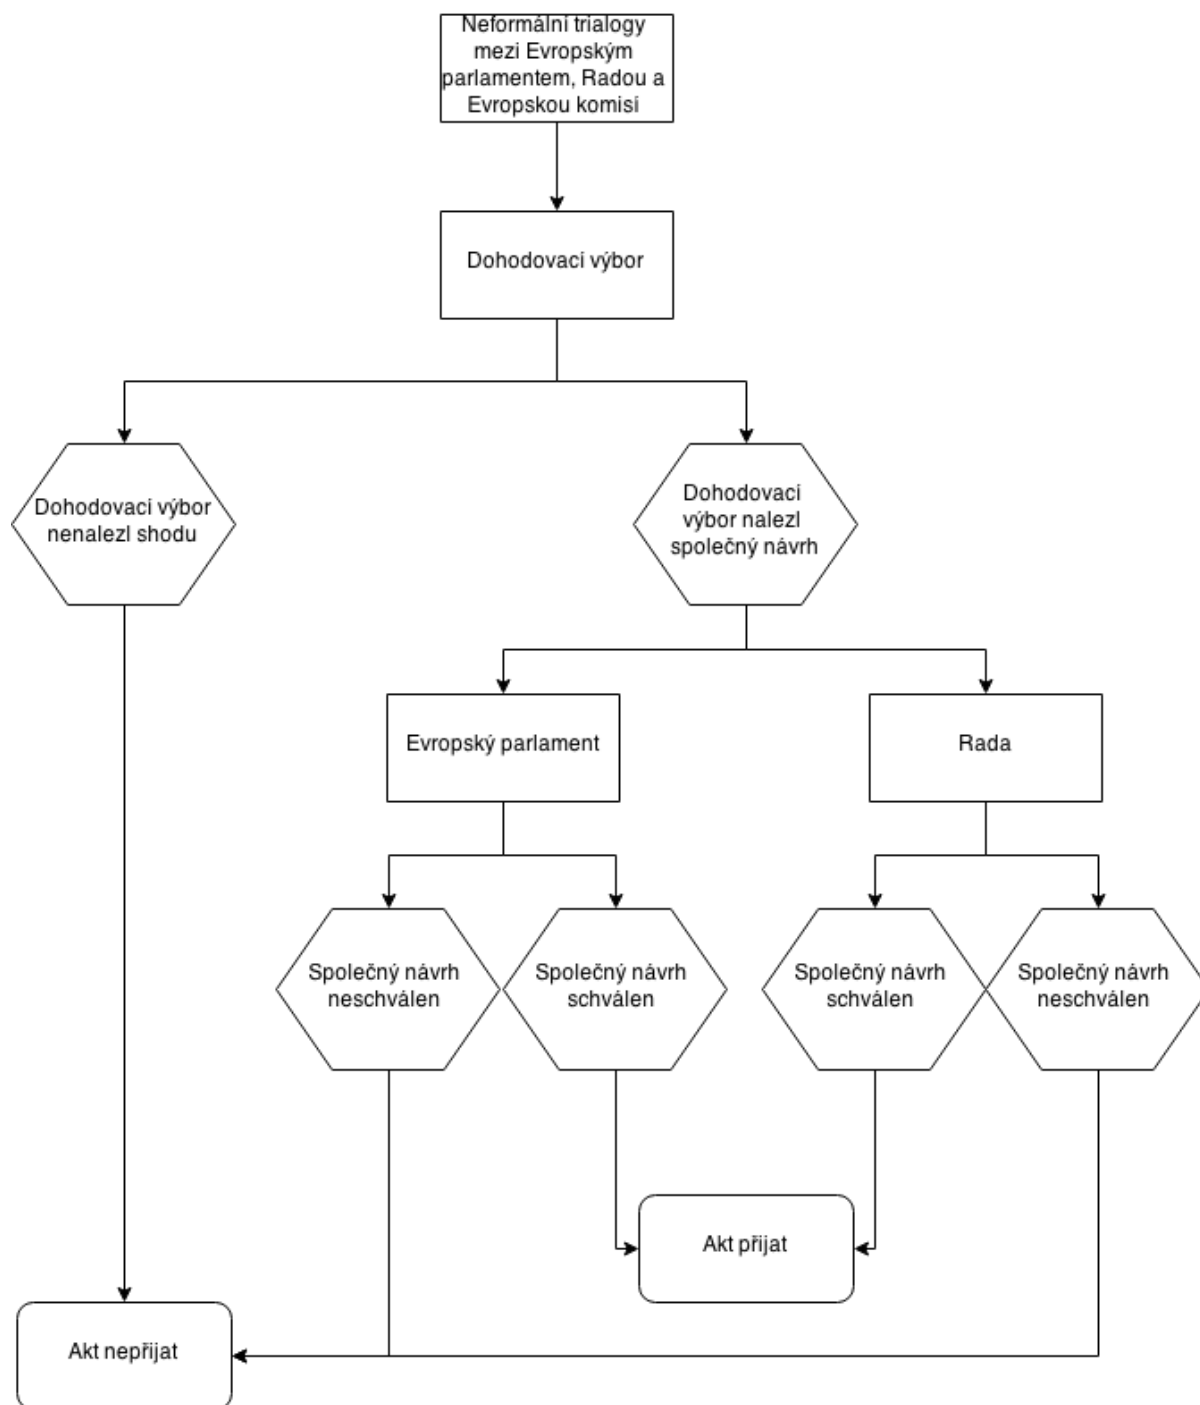 Neformální trialogy
mezi Evropským
parlamentem, Radou a
Evropskou komisí
Dohodovací výbor
Dohodovací výbor
nenalezl shodu
Dohodovací
výbor nalezl
společný návrh
Evropský parlament
Rada
Společný návrh
neschválen
Společný návrh
schválen
Společný návrh
schválen
Společný návrh
neschválen
Akt přijat
Akt nepřijat